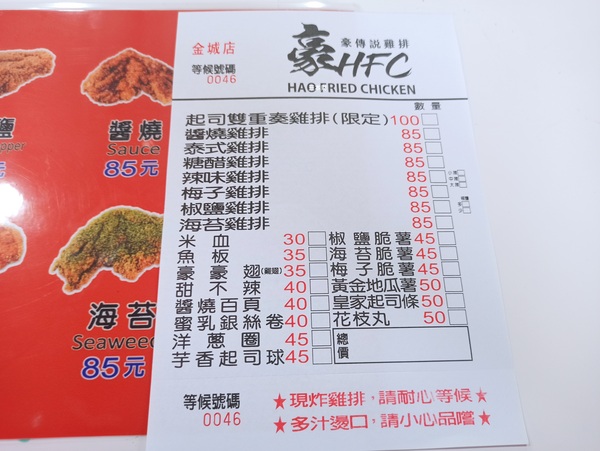 金城店
等候號碼
0046
豪
豪傳說雞排
HFC
HAO FRIED CHICKEN
數量
起司雙重奏雞排(限定)100
醬燒雞排 85
泰式雞排 85
糖醋雞排 85
辣味雞排 85
梅子雞排 85
椒鹽雞排 85
海苔雞排 85
米血 30
魚板 35
豪豪翅(雞翅) 35
甜不辣 40
醬燒百頁 40
蜜乳銀絲卷 40
洋蔥圈 45
芋香起司球 45
椒鹽脆薯 45
海苔脆薯 45
梅子脆薯 45
黃金地瓜薯 50
皇家起司條 50
花枝丸 50
總價
等候號碼
0046
★現炸雞排,請耐心等候★
★多汁燙口,請小心品嚐★
鹽
pper
元
醬燒
Sauce
85元
海苔
Seaweed
85元